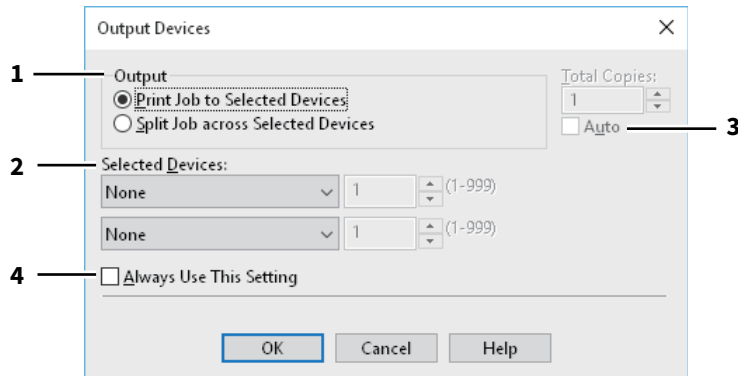 Output Devices
1
Output
Total Copies:
Print Job to Selected Devices
1
Split Job across Selected Devices
Auto
3
2
Selected Devices:
None
1
(1-999)
None
1
(1-999)
4
Always Use This Setting
OK
Cancel
Help